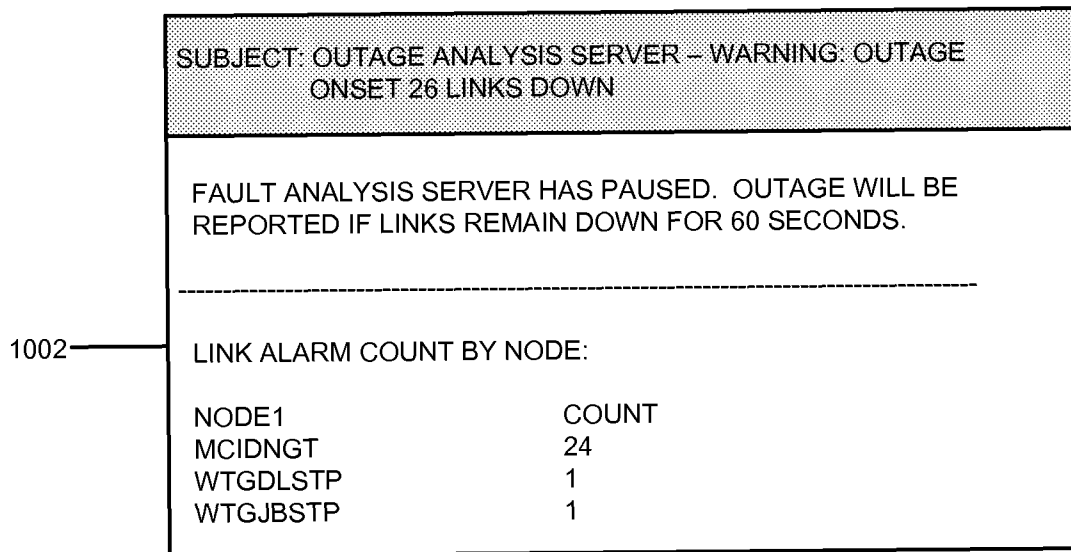 SUBJECT: OUTAGE ANALYSIS SERVER – WARNING: OUTAGE
ONSET 26 LINKS DOWN
FAULT ANALYSIS SERVER HAS PAUSED. OUTAGE WILL BE
REPORTED IF LINKS REMAIN DOWN FOR 60 SECONDS.
--------------------------------------------------------------------------------
1002
LINK ALARM COUNT BY NODE:
NODE1 COUNT
MCIDNGT 24
WTGDLSTP 1
WTGJBSTP 1